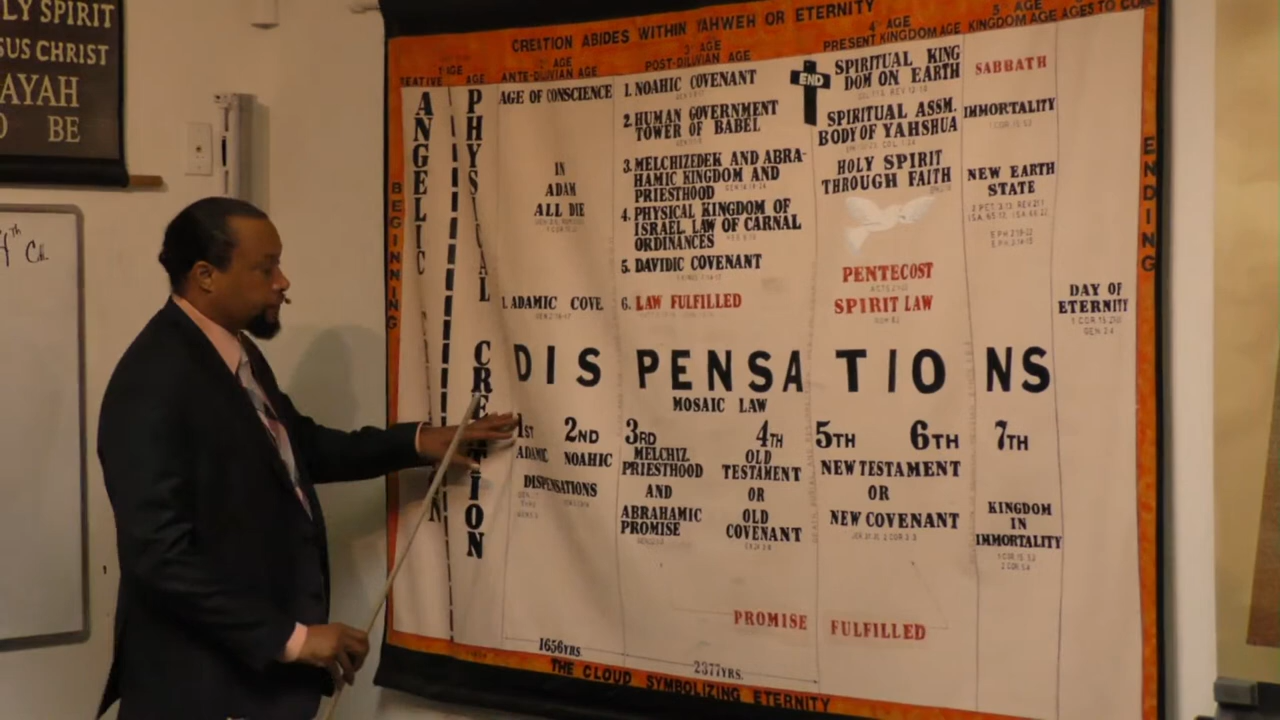 LY SPIRIT
SUS CHRIST
AYAH
BE
4th Ch.
CREATION ABIDES WITHIN YAHWEH OR ETERNITY
BEGINNING
ENDING
1st AGE
AGE
ANGELIC
PHYSICAL CREATION
2nd AGE
ANTE-DILUVIAN AGE
AGE OF CONSCIENCE
IN
ADAM
ALL DIE
1. ADAMIC COVE.
3rd AGE
POST-DILUVIAN AGE
1. NOAHIC COVENANT
2. HUMAN GOVERNMENT
TOWER OF BABEL
3. MELCHIZEDEK AND ABRA-
HAMIC KINGDOM AND
PRIESTHOOD
4. PHYSICAL KINGDOM OF
ISRAEL LAW OF CARNAL
ORDINANCES
5. DAVIDIC COVENANT
6. LAW FULFILLED
END
4th AGE
PRESENT KINGDOM AGE
SPIRITUAL KING
DOM ON EARTH
SPIRITUAL ASSM.
BODY OF YAHSHUA
HOLY SPIRIT
THROUGH FAITH
PENTECOST
SPIRIT LAW
5 AGE
KINGDOM AGE AGES TO
SABBATH
IMMORTALITY
NEW EARTH
STATE
DAY OF
ETERNITY
DISPENSATIONS
MOSAIC LAW
1ST 2ND 3RD 4TH 5TH 6TH 7TH
ADAMIC NOAHIC
DISPENSATIONS
MELCHIZ.
PRIESTHOOD
AND
ABRAHAMIC
PROMISE
OLD
TESTAMENT
OR
OLD
COVENANT
NEW TESTAMENT
OR
NEW COVENANT
KINGDOM
IN
IMMORTALITY
PROMISE FULFILLED
1656YRS.
2377YRS.
THE CLOUD SYMBOLIZING ETERNITY